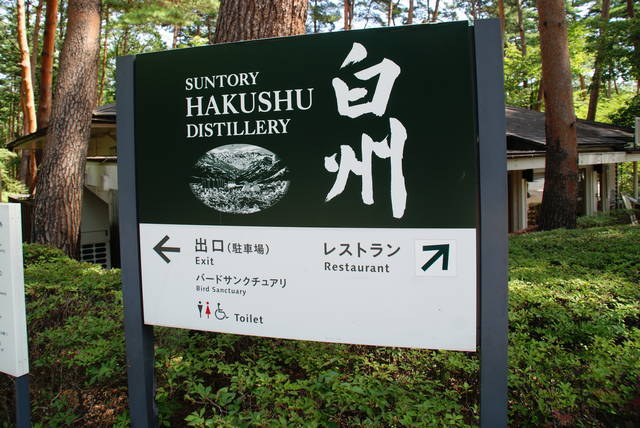 SUNTORY
HAKUSHU
DISTILLERY
白州
出口(駐車場)
Exit
バードサンクチュアリ
Bird Sanctuary
Toilet
レストラン
Restaurant